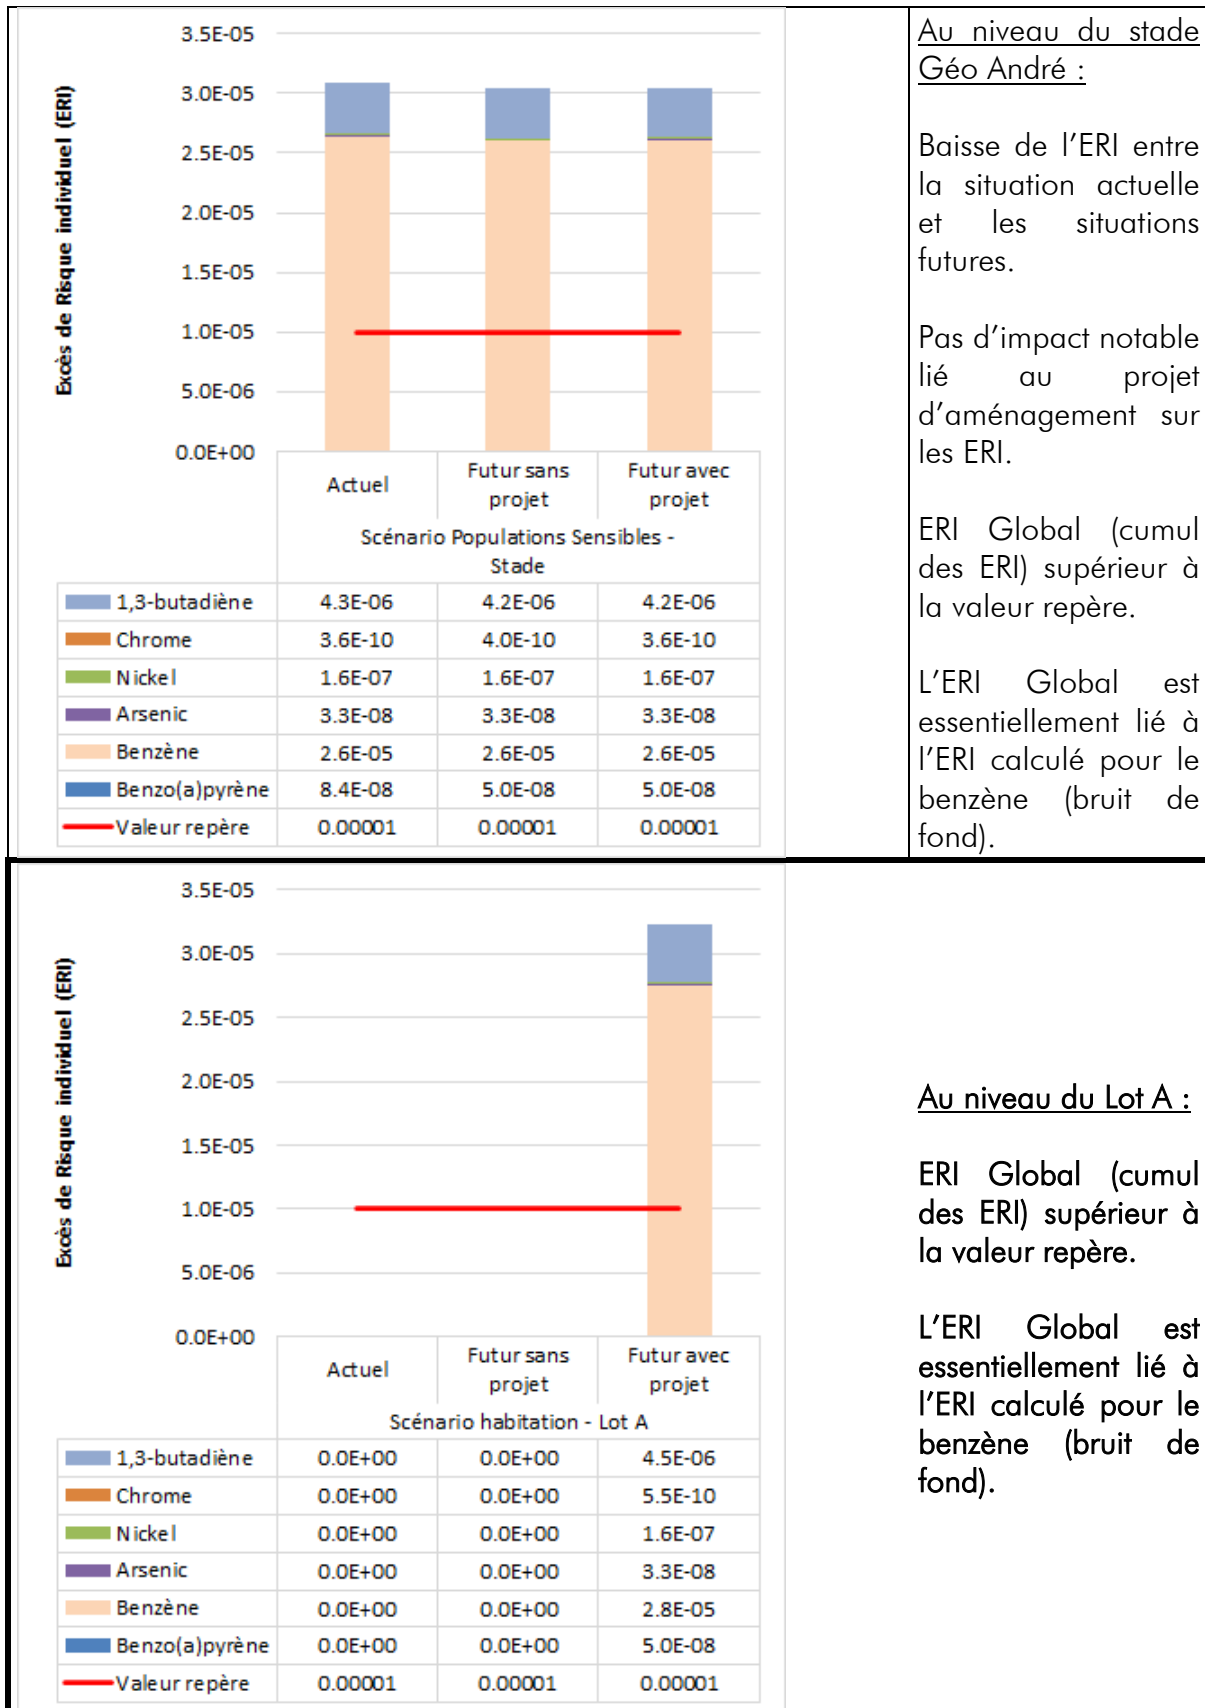 3.5E-05
3.0E-05
2.5E-05
2.0E-05
1.5E-05
1.0E-05
5.0E-06
0.0E+00
Excès de Risque individuel (ERI)
Actuel
Futur sans projet
Futur avec projet
Scénario Populations Sensibles -
Stade
1,3-butadiène 4.3E-06 4.2E-06 4.2E-06
Chrome 3.6E-10 4.0E-10 3.6E-10
Nickel 1.6E-07 1.6E-07 1.6E-07
Arsenic 3.3E-08 3.3E-08 3.3E-08
Benzène 2.6E-05 2.6E-05 2.6E-05
Benzo(a)pyrène 8.4E-08 5.0E-08 5.0E-08
Valeur repère 0.00001 0.00001 0.00001
Au niveau du stade
Géo André :
Baisse de l'ERI entre
la situation actuelle
et les situations
futures.
Pas d'impact notable
lié au projet
d'aménagement sur
les ERI.
ERI Global (cumul
des ERI) supérieur à
la valeur repère.
L'ERI Global est
essentiellement lié à
l'ERI calculé pour le
benzène (bruit de
fond).
3.5E-05
3.0E-05
2.5E-05
2.0E-05
1.5E-05
1.0E-05
5.0E-06
0.0E+00
Excès de Risque individuel (ERI)
Actuel
Futur sans projet
Futur avec projet
Scénario habitation - Lot A
1,3-butadiène 0.0E+00 0.0E+00 4.5E-06
Chrome 0.0E+00 0.0E+00 5.5E-10
Nickel 0.0E+00 0.0E+00 1.6E-07
Arsenic 0.0E+00 0.0E+00 3.3E-08
Benzène 0.0E+00 0.0E+00 2.8E-05
Benzo(a)pyrène 0.0E+00 0.0E+00 5.0E-08
Valeur repère 0.00001 0.00001 0.00001
Au niveau du Lot A :
ERI Global (cumul
des ERI) supérieur à
la valeur repère.
L'ERI Global est
essentiellement lié à
l'ERI calculé pour le
benzène (bruit de
fond).